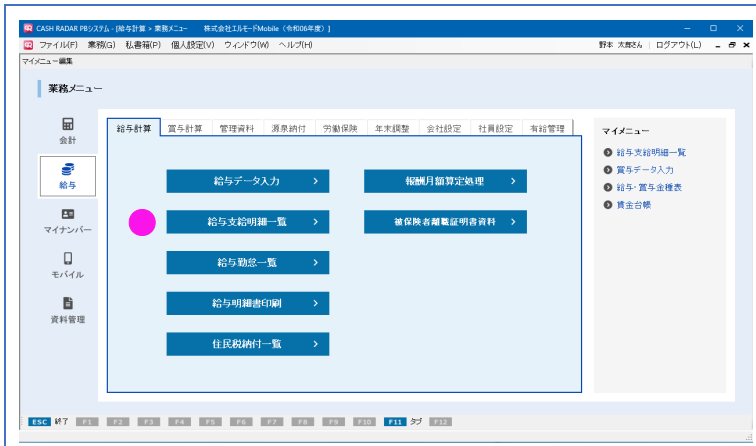 CASH RADAR PBシステム - [給与計算 > 業務メニュー 株式会社エルモードMobile（令和06年度）]
ファイル(F) 業務(G) 私書箱(P) 個人設定(V) ウィンドウ(W) ヘルプ(H) 野本 太郎さん ログアウト(L)
マイメニュー編集
業務メニュー
会計
給与
マイナンバー
モバイル
資料管理
給与計算 賞与計算 管理資料 源泉納付 労働保険 年末調整 会社設定 社員設定 有給管理
給与データ入力
報酬月額算定処理
給与支給明細一覧
被保険者離職証明書資料
給与勤怠一覧
給与明細書印刷
住民税納付一覧
マイメニュー
給与支給明細一覧
賞与データ入力
給与・賞与金種表
賃金台帳
ESC 終了 F1 F2 F3 F4 F5 F6 F7 F8 F9 F10 F11 タブ F12